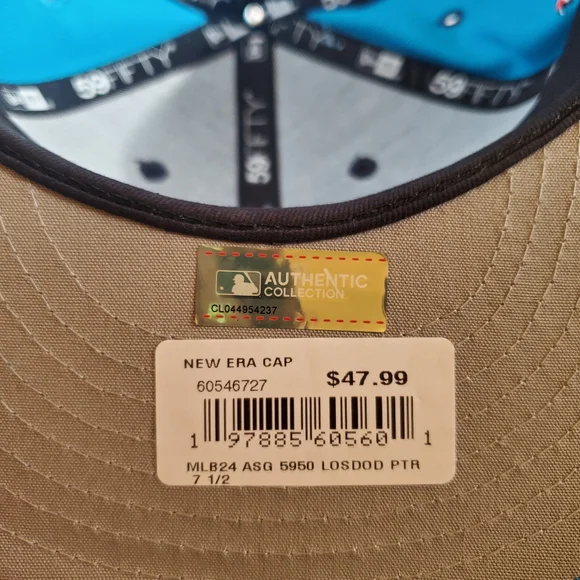 59FIFTY
59FIFTY
59FIFTY
AUTHENTIC
COLLECTION
CL044954237
NEW ERA CAP
60546727
$47.99
1 97885 60560 1
MLB24 ASG 5950 LOSDOD PTR
7 1/2